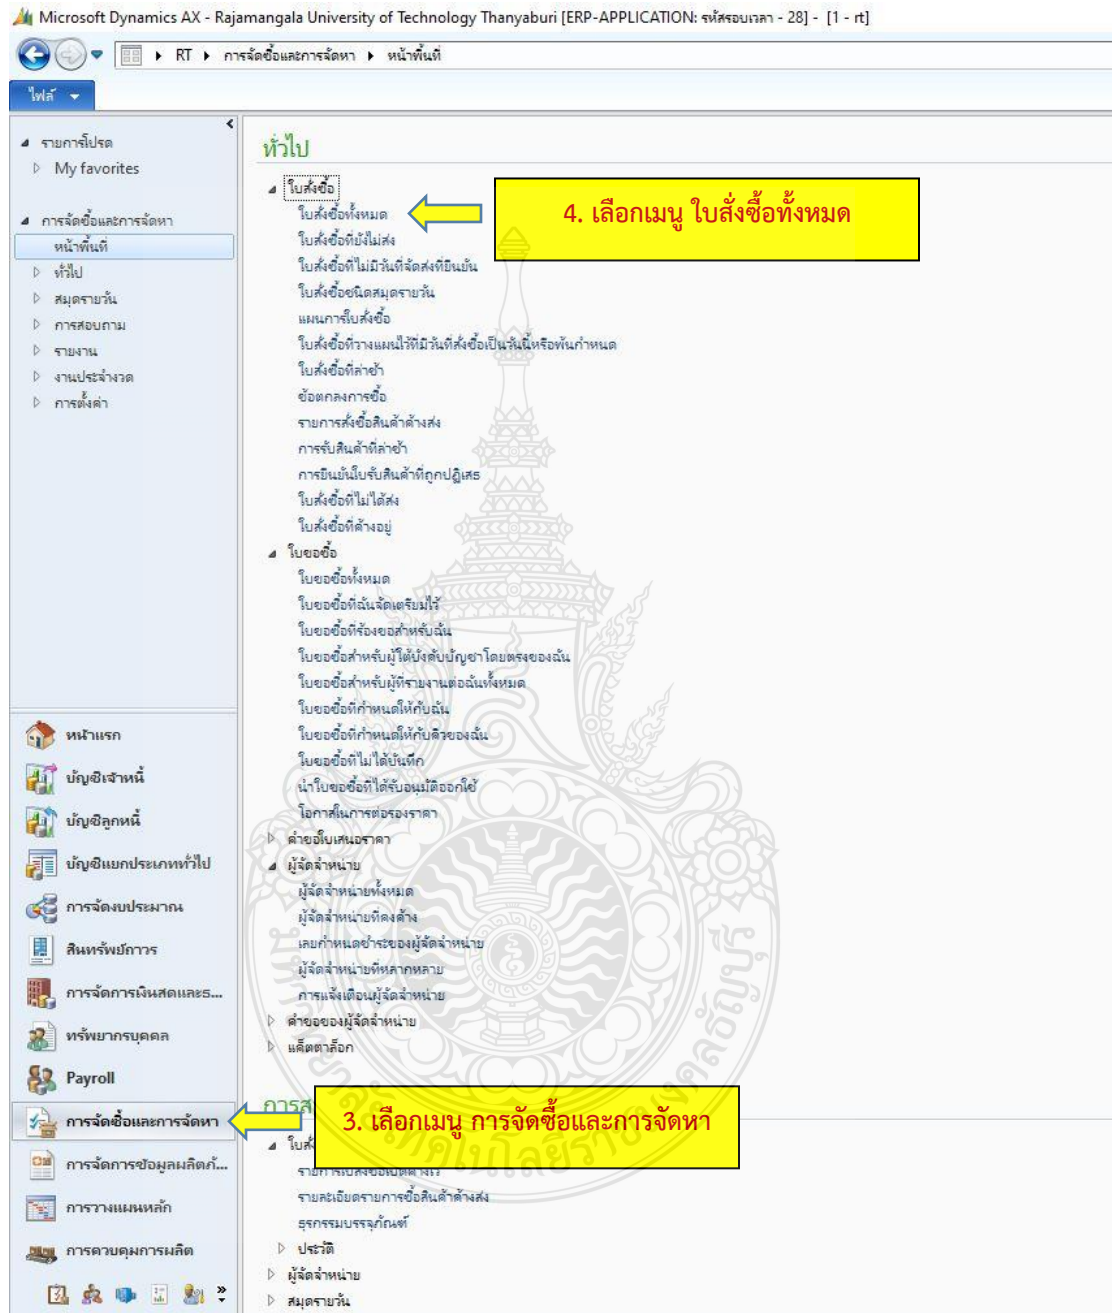 Microsoft Dynamics AX - Rajamangala University of Technology Thanyaburi [ERP-APPLICATION: รหัสรอบเวลา - 28] - [1 - rt]
RT ▸ การจัดซื้อและการจัดหา ▸ หน้าพื้นที่
ไฟล์
รายการโปรด
My favorites
การจัดซื้อและการจัดหา
หน้าพื้นที่
ทั่วไป
สมุดรายวัน
การสอบถาม
รายงาน
งานประจำงวด
การตั้งค่า
หน้าแรก
บัญชีเจ้าหนี้
บัญชีลูกหนี้
บัญชีแยกประเภททั่วไป
การจัดงบประมาณ
สินทรัพย์ถาวร
การจัดการเงินสดและธ...
ทรัพยากรบุคคล
Payroll
การจัดซื้อและการจัดหา
การจัดการข้อมูลผลิตภั...
การวางแผนหลัก
การควบคุมการผลิต
ทั่วไป
ใบสั่งซื้อ
ใบสั่งซื้อทั้งหมด
4. เลือกเมนู ใบสั่งซื้อทั้งหมด
ใบสั่งซื้อที่ยังไม่ส่ง
ใบสั่งซื้อที่ไม่มีวันที่จัดส่งที่ยืนยัน
ใบสั่งซื้อชนิดสมุดรายวัน
แผนการใบสั่งซื้อ
ใบสั่งซื้อที่วางแผนไว้ที่มีวันที่สั่งซื้อเป็นวันนี้หรือพ้นกำหนด
ใบสั่งซื้อที่ล่าช้า
ข้อตกลงการซื้อ
รายการสั่งซื้อสินค้าค้างส่ง
การรับสินค้าที่ล่าช้า
การยืนยันใบรับสินค้าที่ถูกปฏิเสธ
ใบสั่งซื้อที่ไม่ได้ส่ง
ใบสั่งซื้อที่ค้างอยู่
ใบขอซื้อ
ใบขอซื้อทั้งหมด
ใบขอซื้อที่ฉันจัดเตรียมไว้
ใบขอซื้อที่ร้องขอสำหรับฉัน
ใบขอซื้อสำหรับผู้ใต้บังคับบัญชาโดยตรงของฉัน
ใบขอซื้อสำหรับผู้ที่รายงานต่อฉันทั้งหมด
ใบขอซื้อที่กำหนดให้กับฉัน
ใบขอซื้อที่กำหนดให้กับคิวของฉัน
ใบขอซื้อที่ไม่ได้บันทึก
นำใบขอซื้อที่ได้รับอนุมัติออกใช้
โอกาสในการต่อรองราคา
คำขอใบเสนอราคา
ผู้จัดจำหน่าย
ผู้จัดจำหน่ายทั้งหมด
ผู้จัดจำหน่ายที่คงค้าง
เลยกำหนดชำระของผู้จัดจำหน่าย
ผู้จัดจำหน่ายที่หลากหลาย
การแจ้งเตือนผู้จัดจำหน่าย
คำขอของผู้จัดจำหน่าย
แค็ตตาล็อก
การส
3. เลือกเมนู การจัดซื้อและการจัดหา
ใบสั่
รายละเอียดรายการซื้อสินค้าค้างส่ง
ธุรกรรมบรรจุภัณฑ์
ประวัติ
ผู้จัดจำหน่าย
สมุดรายวัน